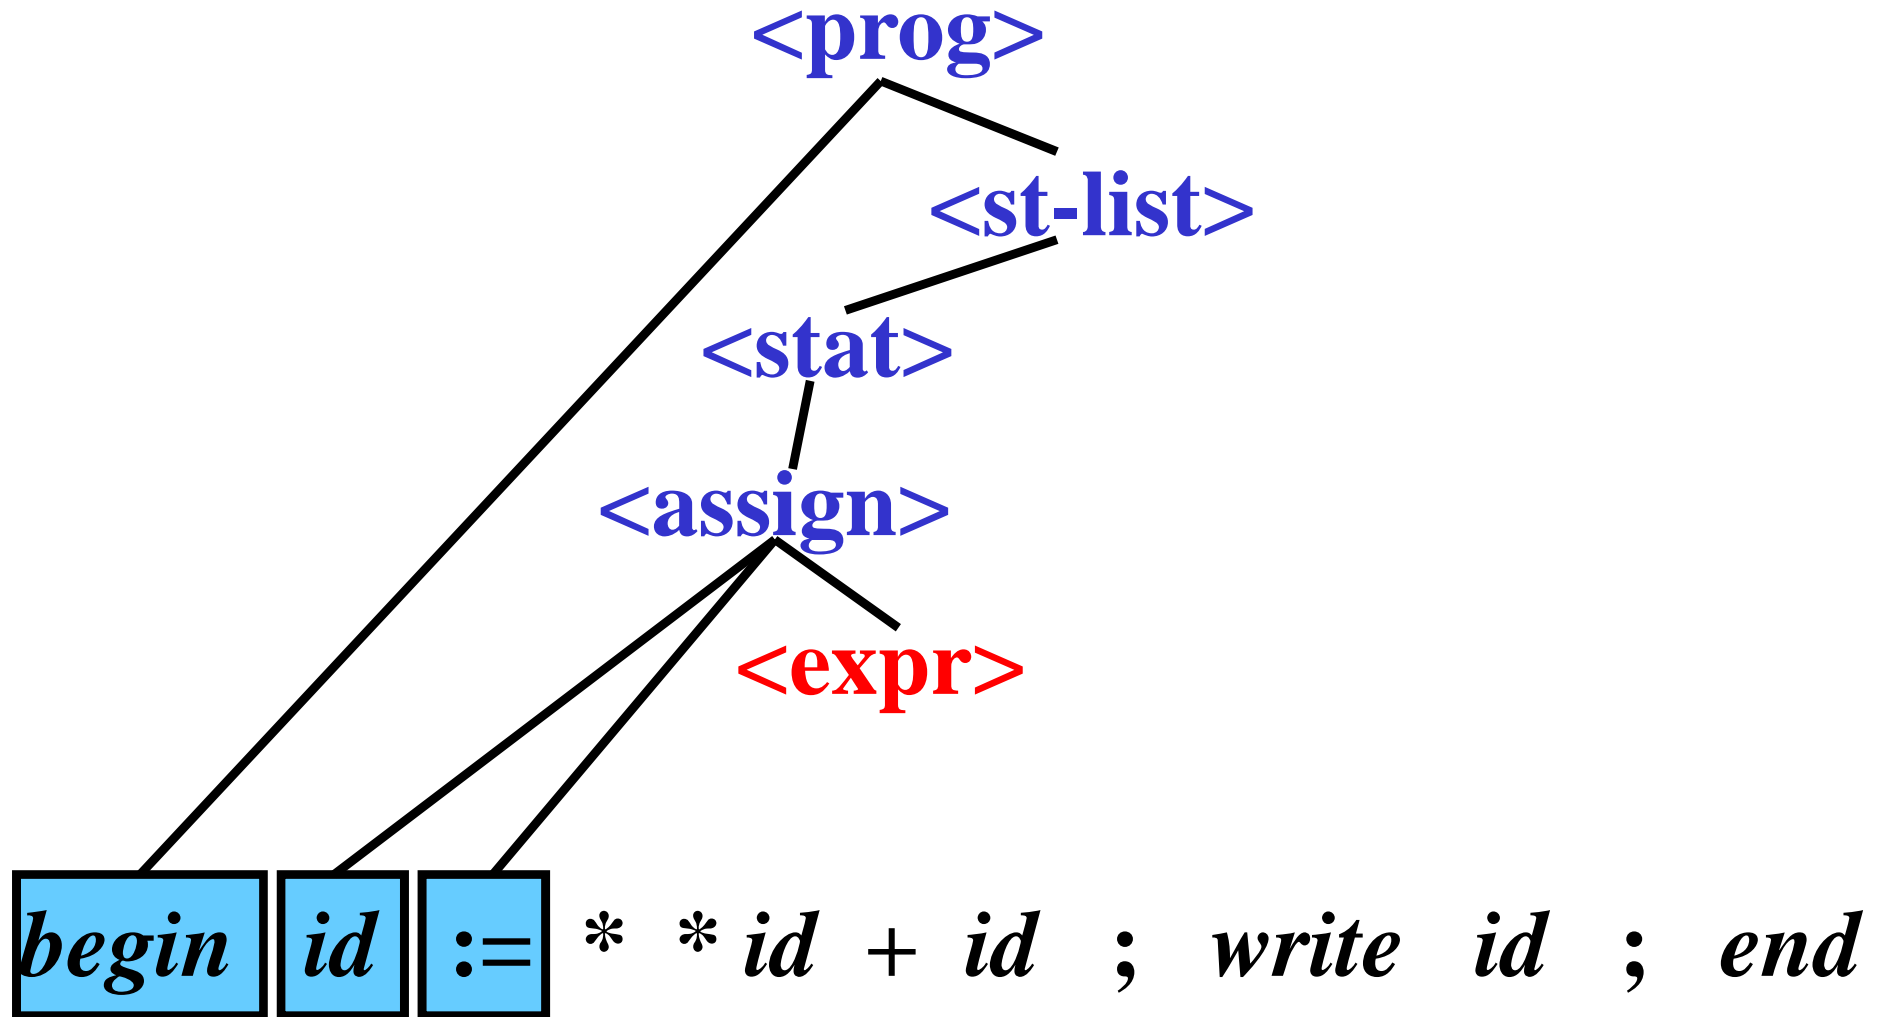 <prog>
<st-list>
<stat>
<assign>
<expr>
begin id := * * id + id ; write id ; end